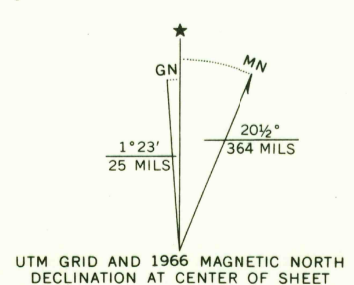 ★
GN
MN
1°23′
25 MILS
20½°
364 MILS
UTM GRID AND 1966 MAGNETIC NORTH
DECLINATION AT CENTER OF SHEET